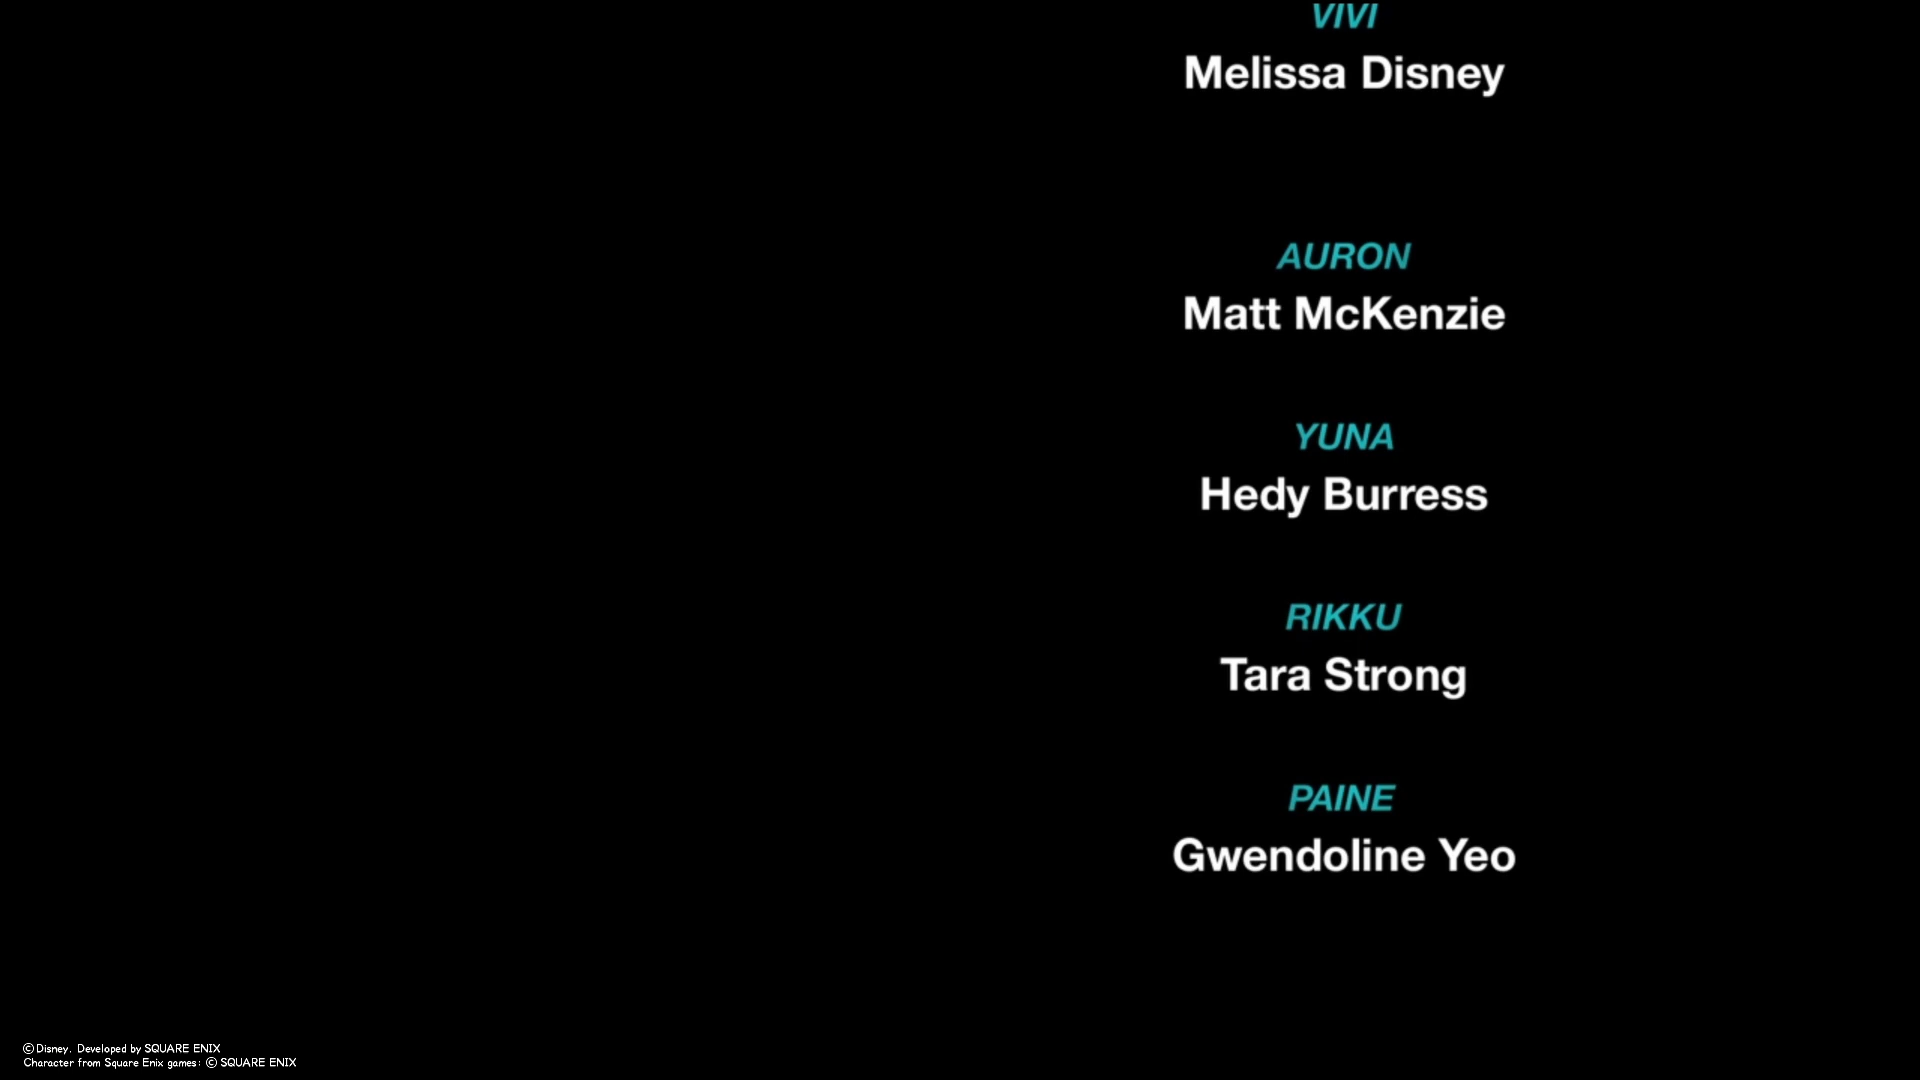 VIVI
Melissa Disney
AURON
Matt McKenzie
YUNA
Hedy Burress
RIKKU
Tara Strong
PAINE
Gwendoline Yeo
© Disney. Developed by SQUARE ENIX
Character from Square Enix games: © SQUARE ENIX